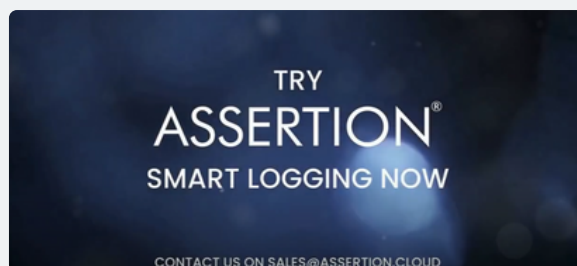 TRY
ASSERTION®
SMART LOGGING NOW
CONTACT US ON SALES@ASSERTION.CLOUD